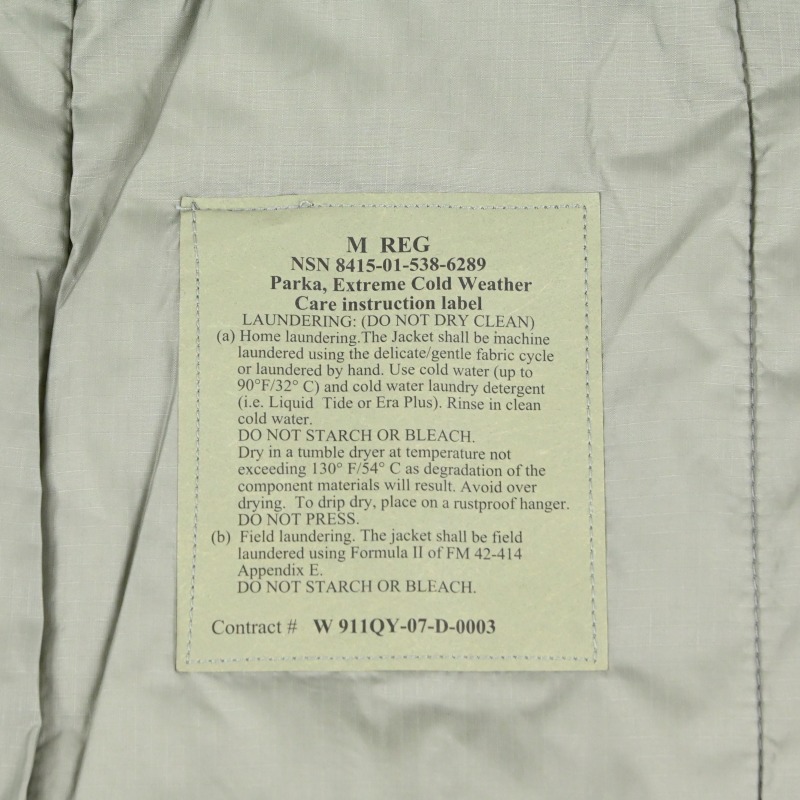 M REG
NSN 8415-01-538-6289
Parka, Extreme Cold Weather
Care instruction label
LAUNDERING: (DO NOT DRY CLEAN)
(a) Home laundering.The Jacket shall be machine
laundered using the delicate/gentle fabric cycle
or laundered by hand. Use cold water (up to
90°F/32° C) and cold water laundry detergent
(i.e. Liquid Tide or Era Plus). Rinse in clean
cold water.
DO NOT STARCH OR BLEACH.
Dry in a tumble dryer at temperature not
exceeding 130° F/54° C as degradation of the
component materials will result. Avoid over
drying. To drip dry, place on a rustproof hanger.
DO NOT PRESS.
(b) Field laundering. The jacket shall be field
laundered using Formula II of FM 42-414
Appendix E.
DO NOT STARCH OR BLEACH.
Contract # W 911QY-07-D-0003